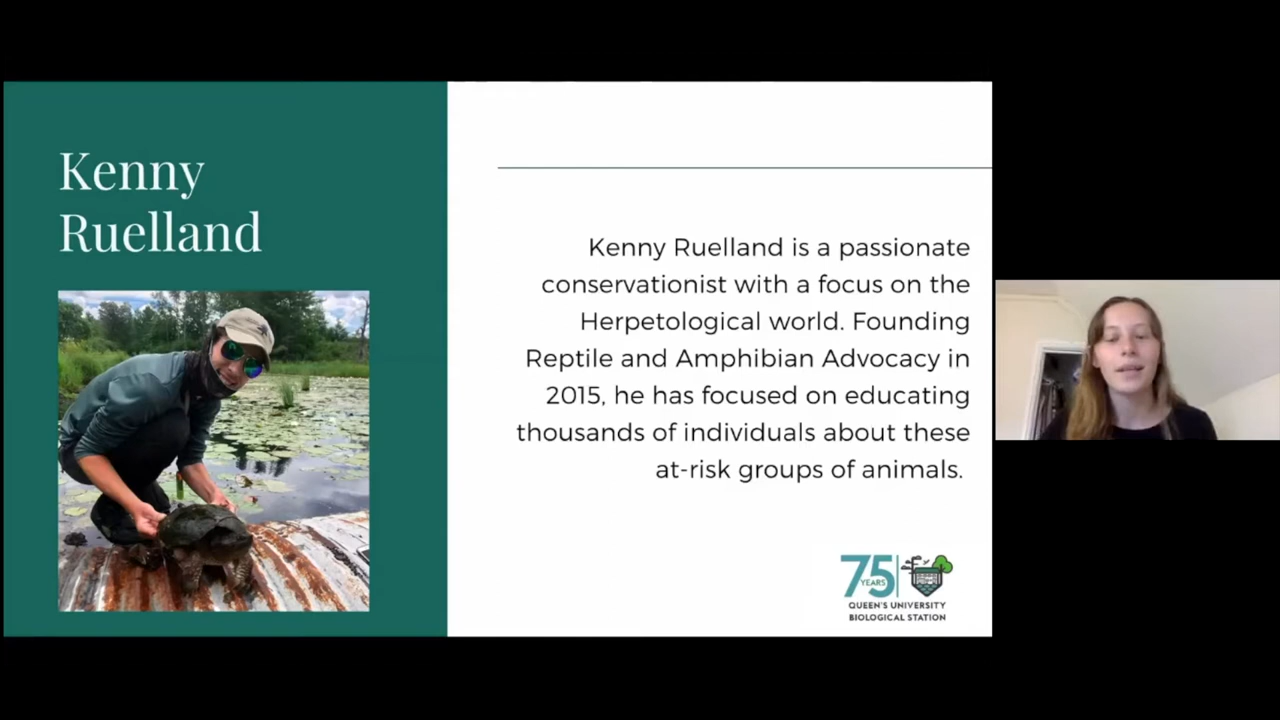 Kenny
Ruelland
Kenny Ruelland is a passionate
conservationist with a focus on the
Herpetological world. Founding
Reptile and Amphibian Advocacy in
2015, he has focused on educating
thousands of individuals about these
at-risk groups of animals.
75
YEARS
QUEEN'S UNIVERSITY
BIOLOGICAL STATION